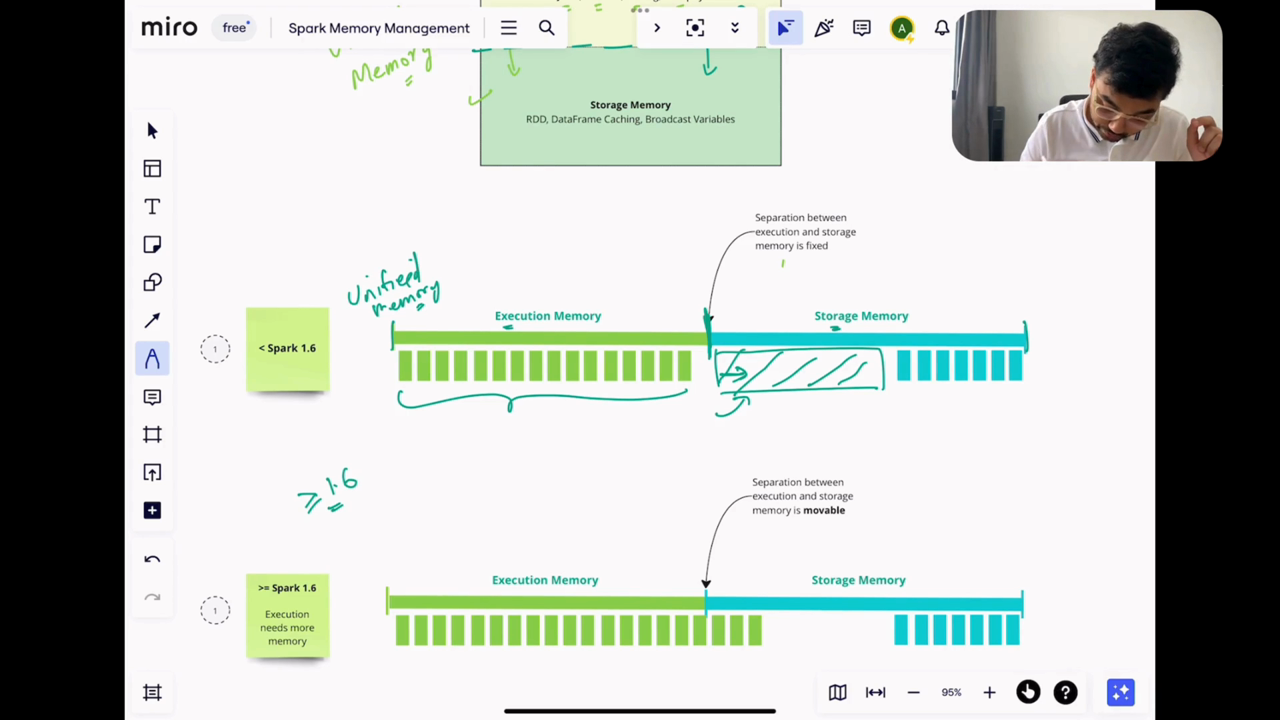 miro free Spark Memory Management
Memory
Storage Memory
RDD, DataFrame Caching, Broadcast Variables
Separation between
execution and storage
memory is fixed
Unified
memory
Execution Memory
Storage Memory
1
< Spark 1.6
≥ 1.6
Separation between
execution and storage
memory is movable
Execution Memory
Storage Memory
1
>= Spark 1.6
Execution
needs more
memory
95%
A